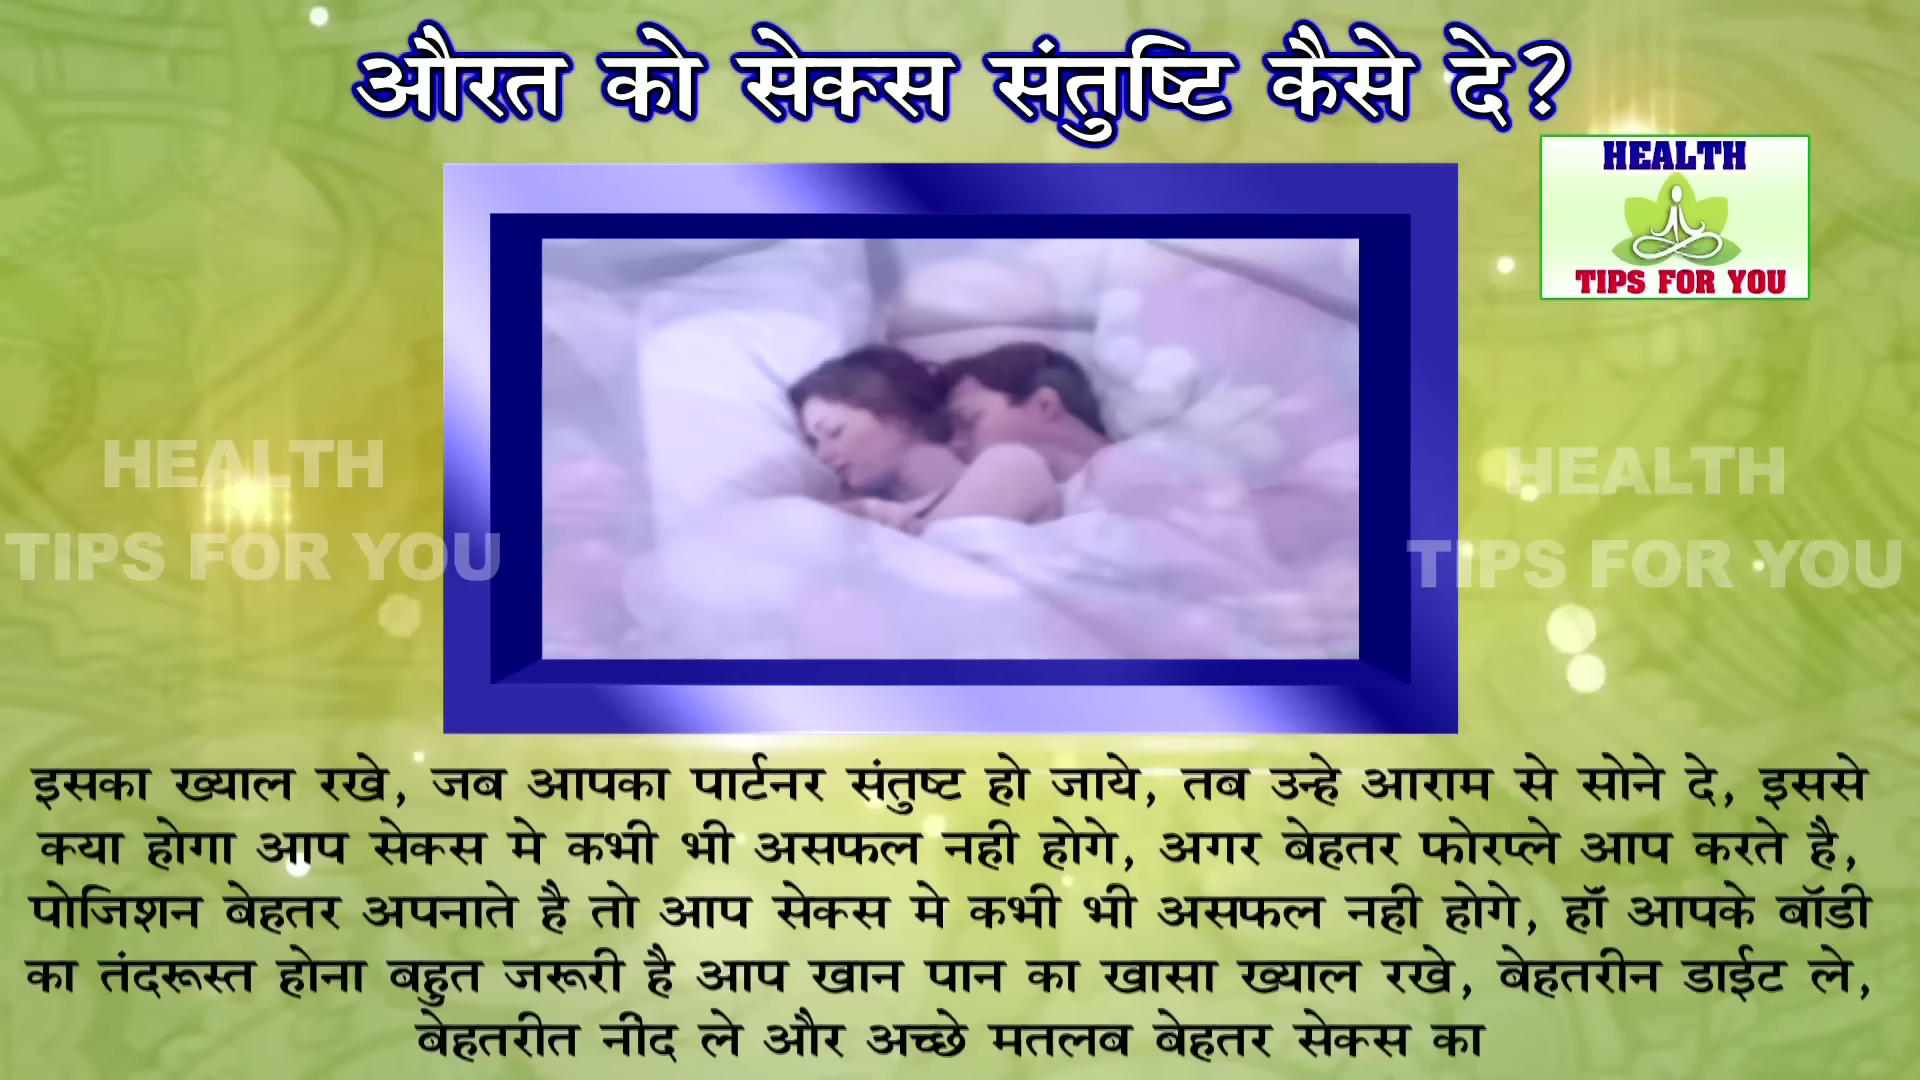 औरत को सेक्स संतुष्टि कैसे दे?
HEALTH
TIPS FOR YOU
HEALTH
TIPS FOR YOU
HEALTH
TIPS FOR YOU
इसका ख्याल रखे, जब आपका पार्टनर संतुष्ट हो जाये, तब उन्हे आराम से सोने दे, इससे
क्या होगा आप सेक्स मे कभी भी असफल नही होगे, अगर बेहतर फोरप्ले आप करते है,
पोजिशन बेहतर अपनाते है तो आप सेक्स मे कभी भी असफल नही होगे, हॉं आपके बॉडी
का तंदरूस्त होना बहुत जरूरी है आप खान पान का खासा ख्याल रखे, बेहतरीन डाईट ले,
बेहतरीत नींद ले और अच्छे मतलब बेहतर सेक्स का